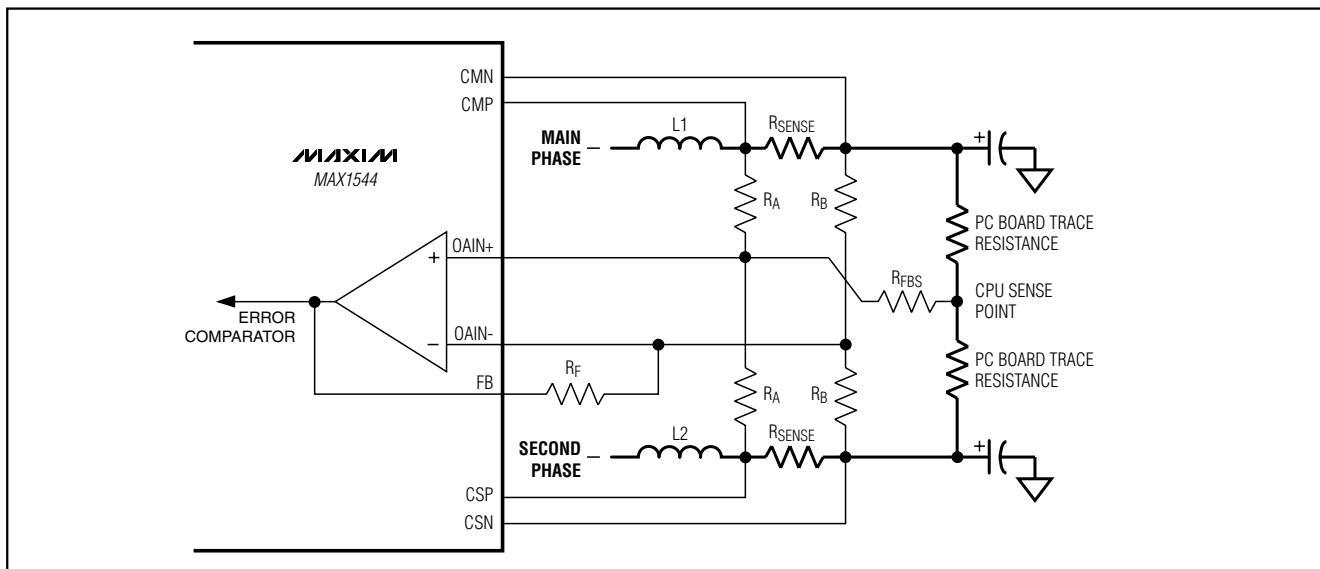 CMN
CMP
MAXIM
MAX1544
MAIN
PHASE
L1
RSENSE
RA
RB
PC BOARD TRACE
RESISTANCE
OAIN+
+
RFBS
CPU SENSE
POINT
ERROR
COMPARATOR
OAIN-
−
FB
RF
RA
RB
PC BOARD TRACE
RESISTANCE
SECOND
PHASE
L2
RSENSE
CSP
CSN
+
+